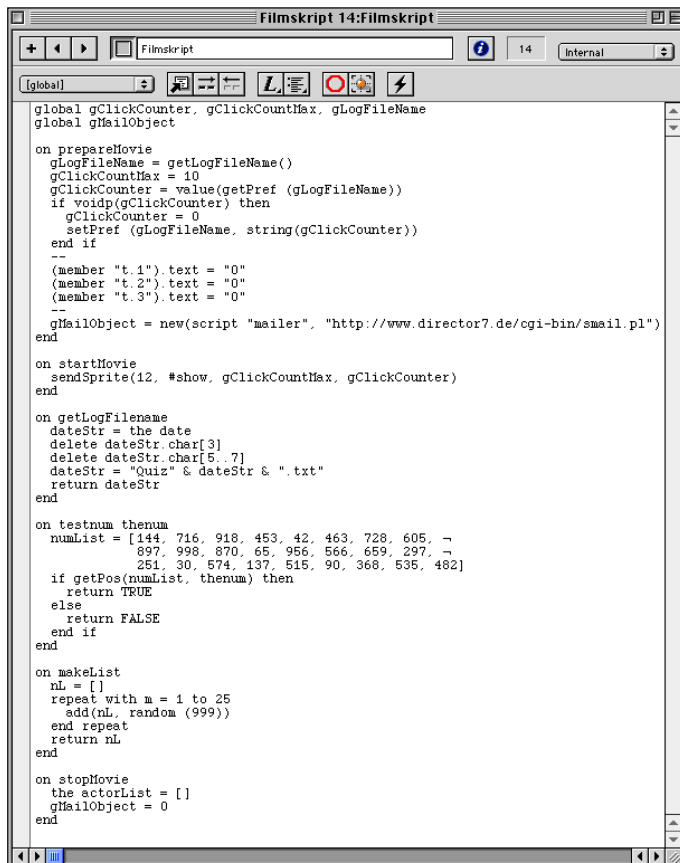 Filmskript 14:Filmskript
Filmskript
14
Internal
[global]
global gClickCounter, gClickCountMax, gLogFileName
global gMailObject
on prepareMovie
  gLogFileName = getLogFileName()
  gClickCountMax = 10
  gClickCounter = value(getPref (gLogFileName))
  if voidp(gClickCounter) then
    gClickCounter = 0
    setPref (gLogFileName, string(gClickCounter))
  end if
  --
  (member "t.1").text = "0"
  (member "t.2").text = "0"
  (member "t.3").text = "0"
  --
  gMailObject = new(script "mailer", "http://www.director7.de/cgi-bin/smail.pl")
end
on startMovie
  sendSprite(12, #show, gClickCountMax, gClickCounter)
end
on getLogFilename
  dateStr = the date
  delete dateStr.char[3]
  delete dateStr.char[5..7]
  dateStr = "Quiz" & dateStr & ".txt"
  return dateStr
end
on testnum thenum
  numList = [144, 716, 918, 453, 42, 463, 728, 605, ¬
             897, 998, 870, 65, 956, 566, 659, 297, ¬
             251, 30, 574, 137, 515, 90, 368, 535, 482]
  if getPos(numList, thenum) then
    return TRUE
  else
    return FALSE
  end if
end
on makeList
  nL = []
  repeat with m = 1 to 25
    add(nL, random (999))
  end repeat
  return nL
end
on stopMovie
  the actorList = []
  gMailObject = 0
end